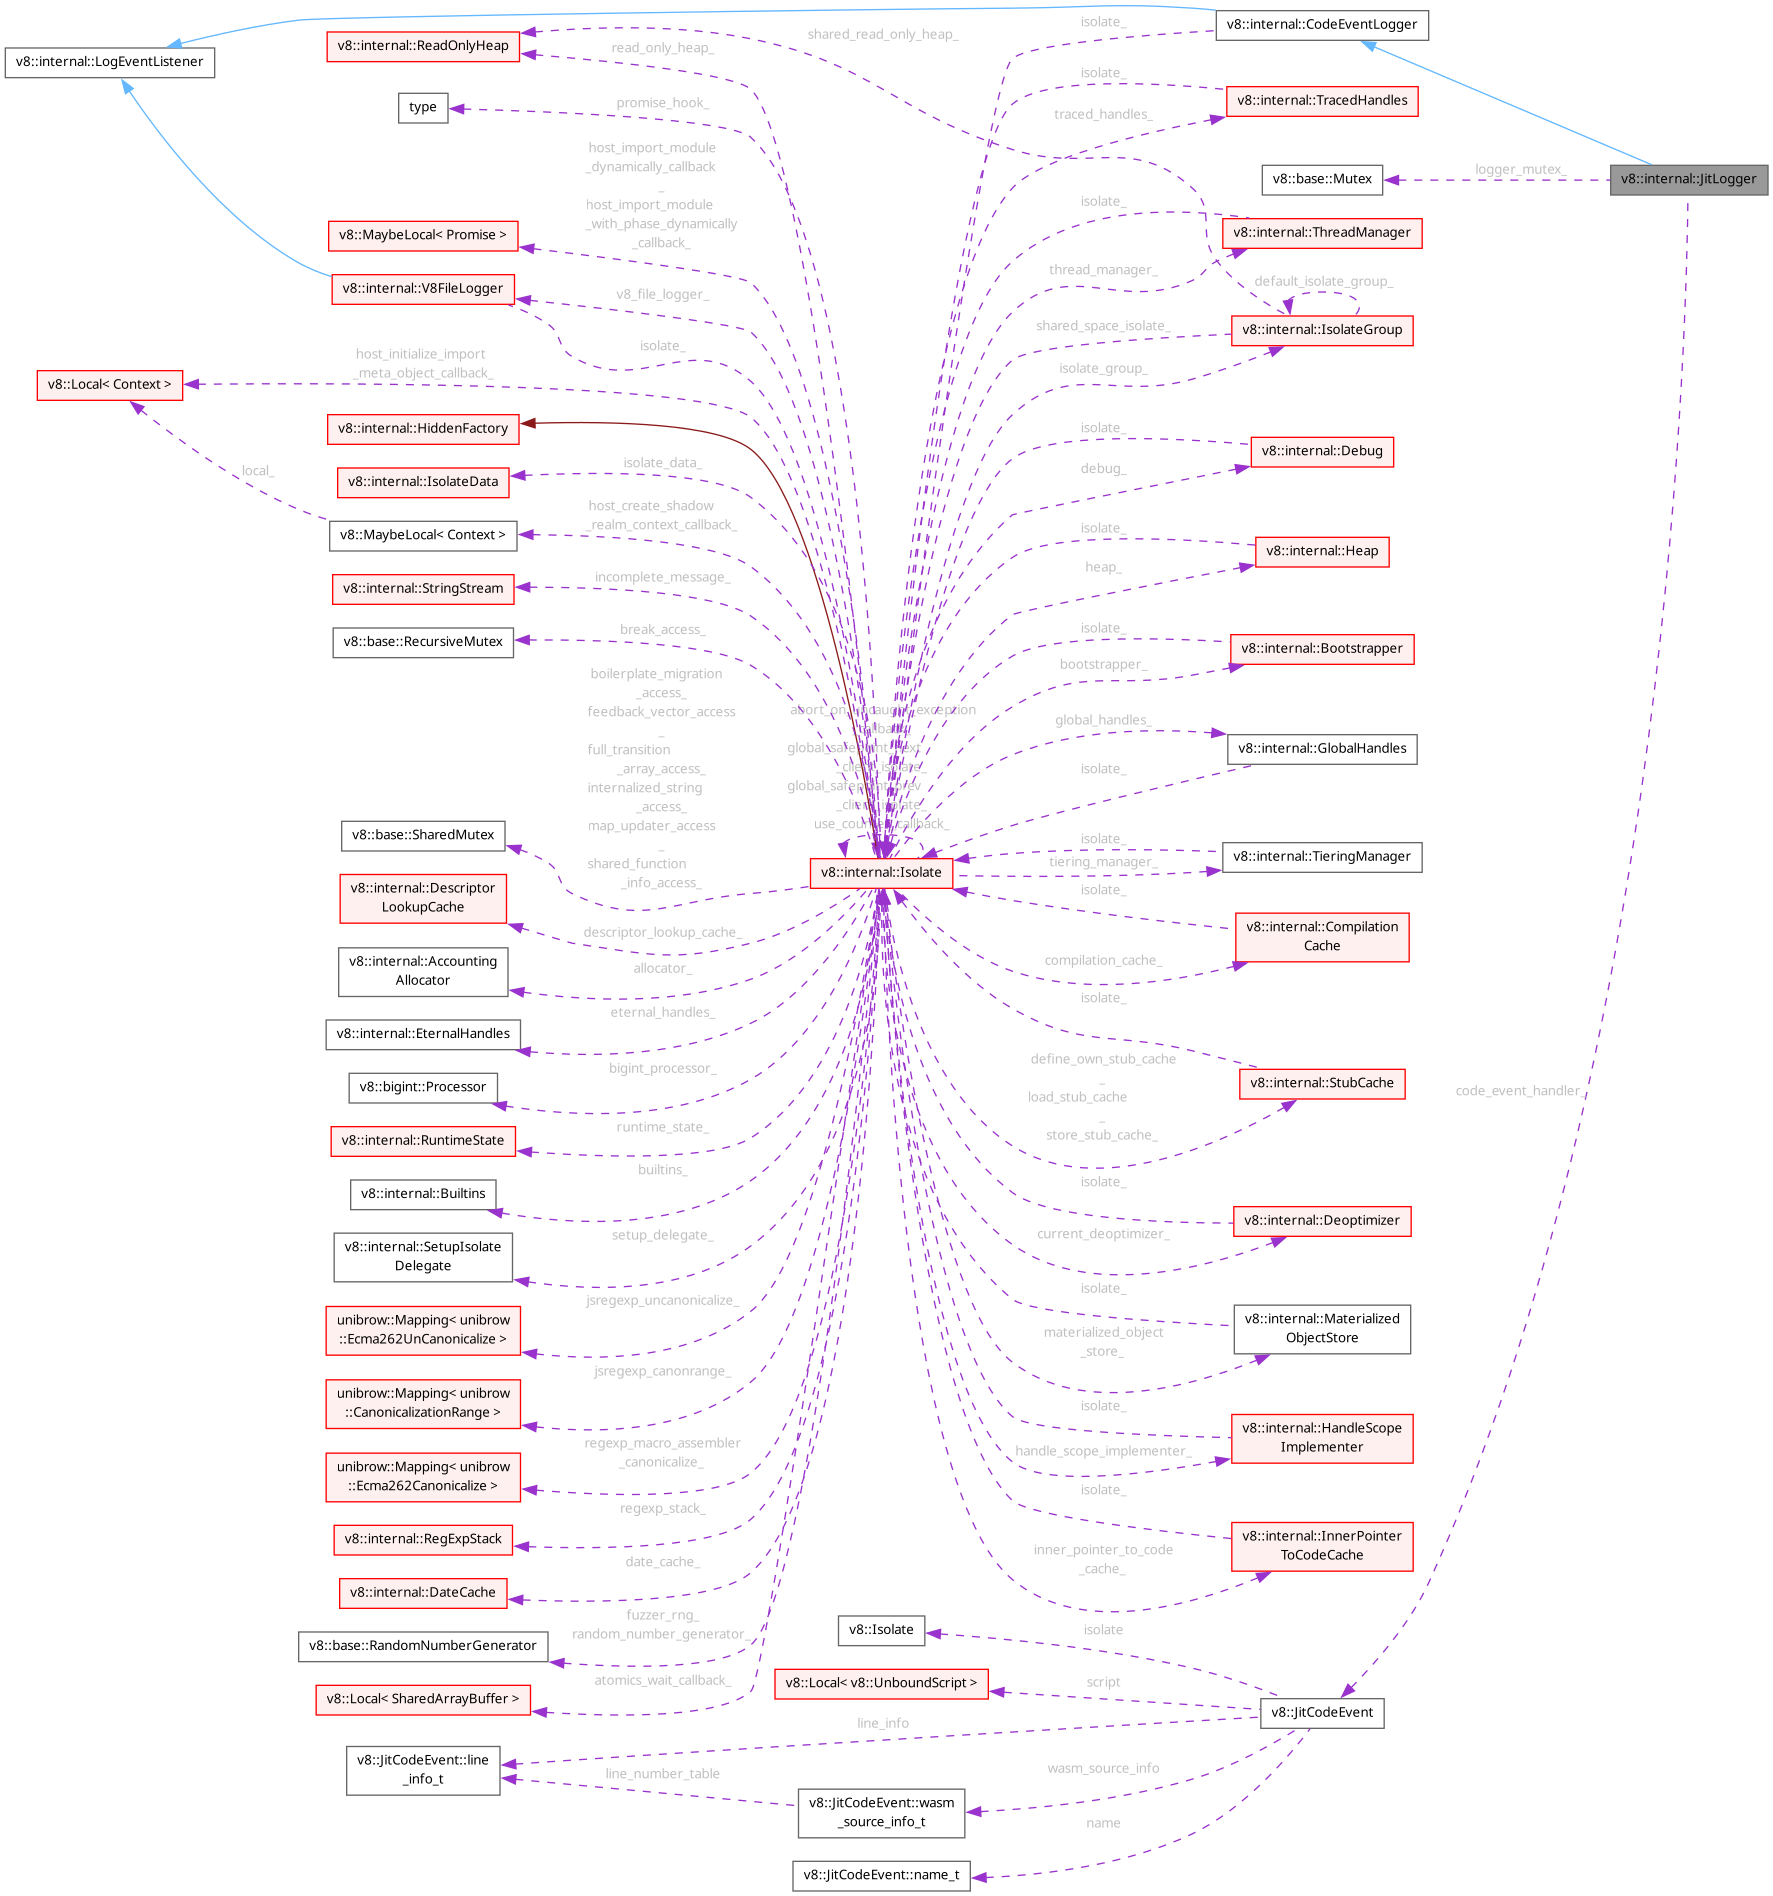 v8::internal::LogEventListener
v8::Local< Context >
local_
v8::internal::ReadOnlyHeap
type
v8::MaybeLocal< Promise >
v8::internal::V8FileLogger
v8::internal::HiddenFactory
v8::internal::IsolateData
v8::MaybeLocal< Context >
v8::internal::StringStream
v8::base::RecursiveMutex
v8::base::SharedMutex
v8::internal::Descriptor
LookupCache
v8::internal::Accounting
Allocator
v8::internal::EternalHandles
v8::bigint::Processor
v8::internal::RuntimeState
v8::internal::Builtins
v8::internal::SetupIsolate
Delegate
unibrow::Mapping< unibrow
::Ecma262UnCanonicalize >
unibrow::Mapping< unibrow
::CanonicalizationRange >
unibrow::Mapping< unibrow
::Ecma262Canonicalize >
v8::internal::RegExpStack
v8::internal::DateCache
v8::base::RandomNumberGenerator
v8::Local< SharedArrayBuffer >
v8::JitCodeEvent::line
_info_t
read_only_heap_
promise_hook_
host_import_module
_dynamically_callback
_
host_import_module
_with_phase_dynamically
_callback_
v8_file_logger_
isolate_
host_initialize_import
_meta_object_callback_
isolate_data_
host_create_shadow
_realm_context_callback_
incomplete_message_
break_access_
boilerplate_migration
_access_
feedback_vector_access
_
full_transition
_array_access_
internalized_string
_access_
map_updater_access
_
shared_function
_info_access_
descriptor_lookup_cache_
allocator_
eternal_handles_
bigint_processor_
runtime_state_
builtins_
setup_delegate_
jsregexp_uncanonicalize_
jsregexp_canonrange_
regexp_macro_assembler
_canonicalize_
regexp_stack_
date_cache_
fuzzer_rng_
random_number_generator_
atomics_wait_callback_
line_number_table
shared_read_only_heap_
abort_on_uncaught_exception
_callback_
global_safepoint_next
_client_isolate_
global_safepoint_prev
_client_isolate_
use_counter_callback_
v8::internal::Isolate
v8::Isolate
v8::Local< v8::UnboundScript >
line_info
v8::JitCodeEvent::wasm
_source_info_t
v8::JitCodeEvent::name_t
isolate_
isolate_
traced_handles_
isolate_
thread_manager_
shared_space_isolate_
isolate_group_
isolate_
debug_
isolate_
heap_
isolate_
bootstrapper_
global_handles_
isolate_
isolate_
tiering_manager_
isolate_
compilation_cache_
isolate_
define_own_stub_cache
_
load_stub_cache
_
store_stub_cache_
isolate_
current_deoptimizer_
isolate_
materialized_object
_store_
isolate_
handle_scope_implementer_
isolate_
inner_pointer_to_code
_cache_
isolate
script
wasm_source_info
name
v8::internal::CodeEventLogger
v8::internal::TracedHandles
v8::base::Mutex
v8::internal::ThreadManager
default_isolate_group_
v8::internal::IsolateGroup
v8::internal::Debug
v8::internal::Heap
v8::internal::Bootstrapper
v8::internal::GlobalHandles
v8::internal::TieringManager
v8::internal::Compilation
Cache
v8::internal::StubCache
v8::internal::Deoptimizer
v8::internal::Materialized
ObjectStore
v8::internal::HandleScope
Implementer
v8::internal::InnerPointer
ToCodeCache
v8::JitCodeEvent
logger_mutex_
code_event_handler_
v8::internal::JitLogger